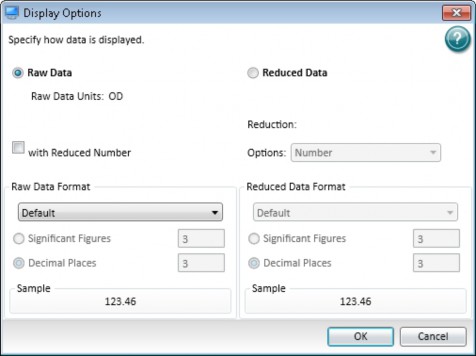 Display Options
Specify how data is displayed.
?
Raw Data
Reduced Data
Raw Data Units: OD
Reduction:
with Reduced Number
Options: Number
Raw Data Format
Reduced Data Format
Default
Default
Significant Figures 3
Significant Figures 3
Decimal Places 3
Decimal Places 3
Sample
Sample
123.46
123.46
OK
Cancel